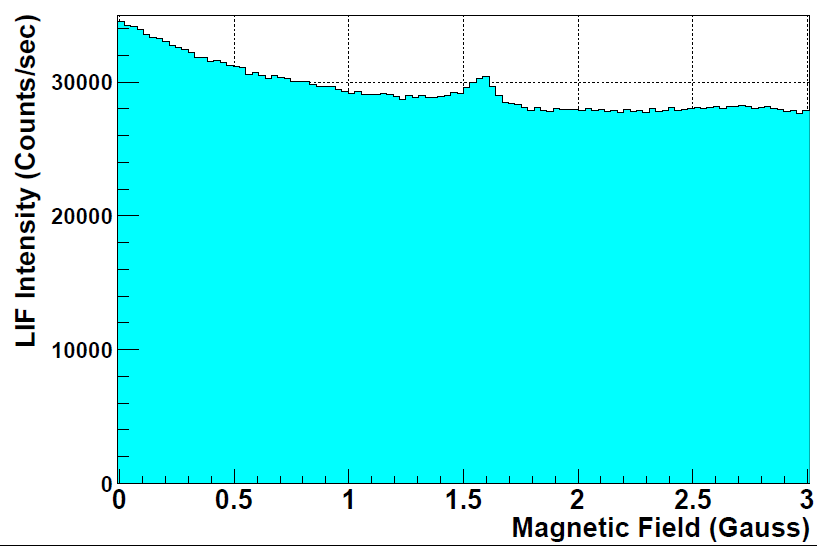 LIF Intensity (Counts/sec)
30000
20000
10000
0
0 0.5 1 1.5 2 2.5 3
Magnetic Field (Gauss)